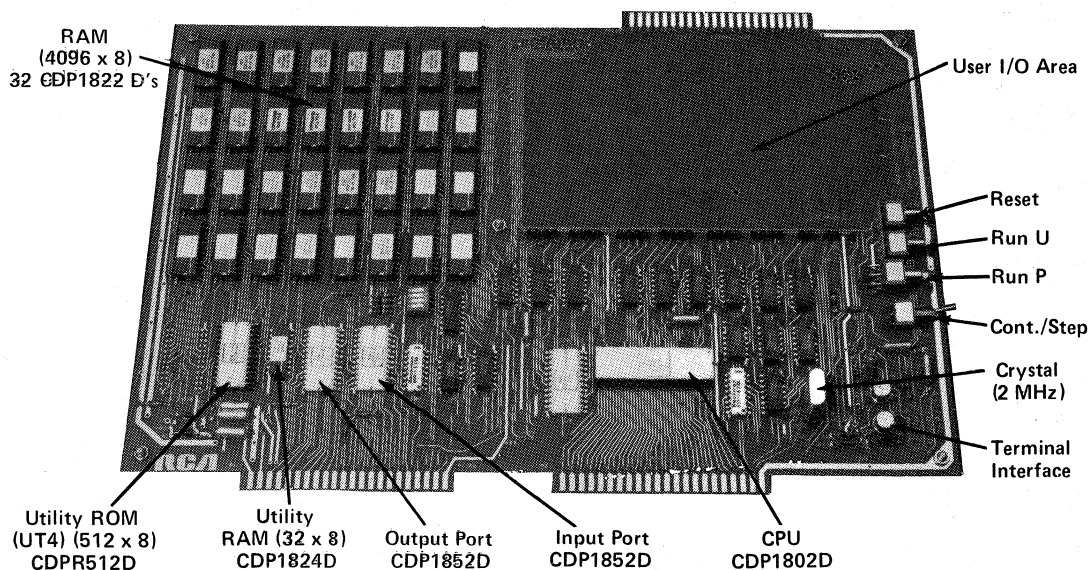 RAM
(4096 x 8)
32 CDP1822 D's
User I/O Area
Reset
Run U
Run P
Cont./Step
Crystal
(2 MHz)
Terminal
Interface
RCA
Utility ROM
(UT4) (512 x 8)
CDPR512D
Utility
RAM (32 x 8)
CDP1824D
Output Port
CDP1852D
Input Port
CDP1852D
CPU
CDP1802D